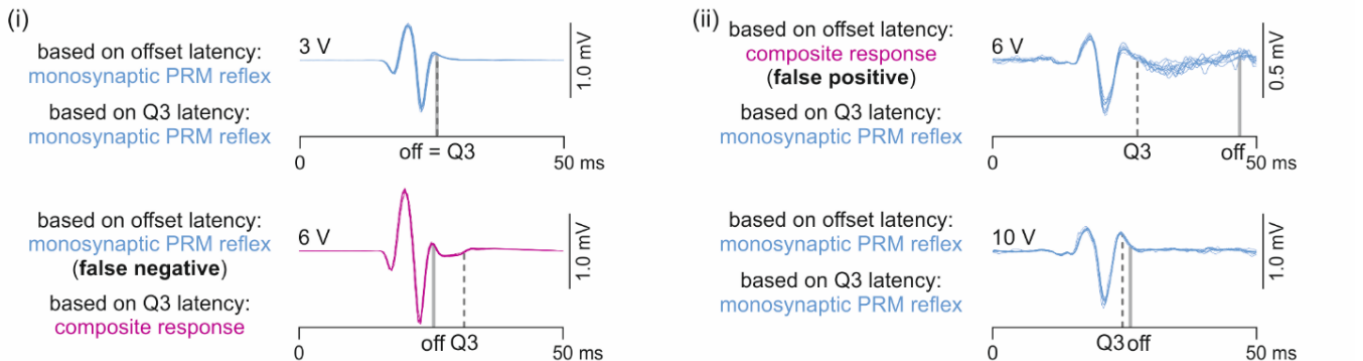 (i)
based on offset latency:
monosynaptic PRM reflex
based on Q3 latency:
monosynaptic PRM reflex
3 V
1.0 mV
off = Q3
0
50 ms
based on offset latency:
monosynaptic PRM reflex
(false negative)
based on Q3 latency:
composite response
6 V
1.0 mV
off Q3
0
50 ms
(ii)
based on offset latency:
composite response
(false positive)
based on Q3 latency:
monosynaptic PRM reflex
6 V
0.5 mV
Q3
off
0
50 ms
based on offset latency:
monosynaptic PRM reflex
based on Q3 latency:
monosynaptic PRM reflex
10 V
1.0 mV
Q3 off
0
50 ms